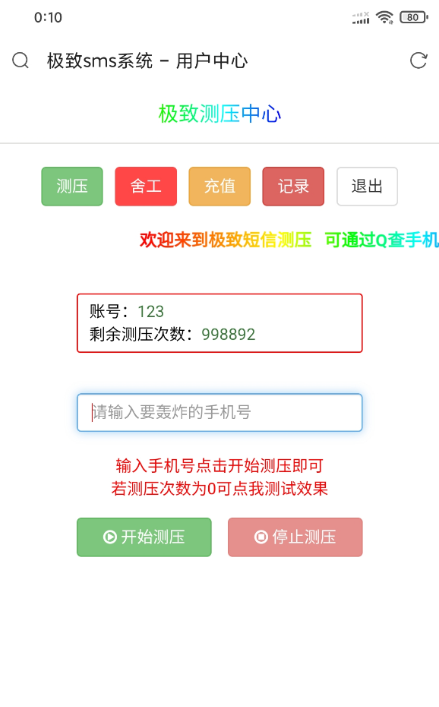 0:10
80
极致sms系统 – 用户中心
极致测压中心
测压 舍工 充值 记录 退出
欢迎来到极致短信测压 可通过Q查手机
账号：123
剩余测压次数：998892
请输入要轰炸的手机号
输入手机号点击开始测压即可
若测压次数为0可点我测试效果
开始测压 停止测压